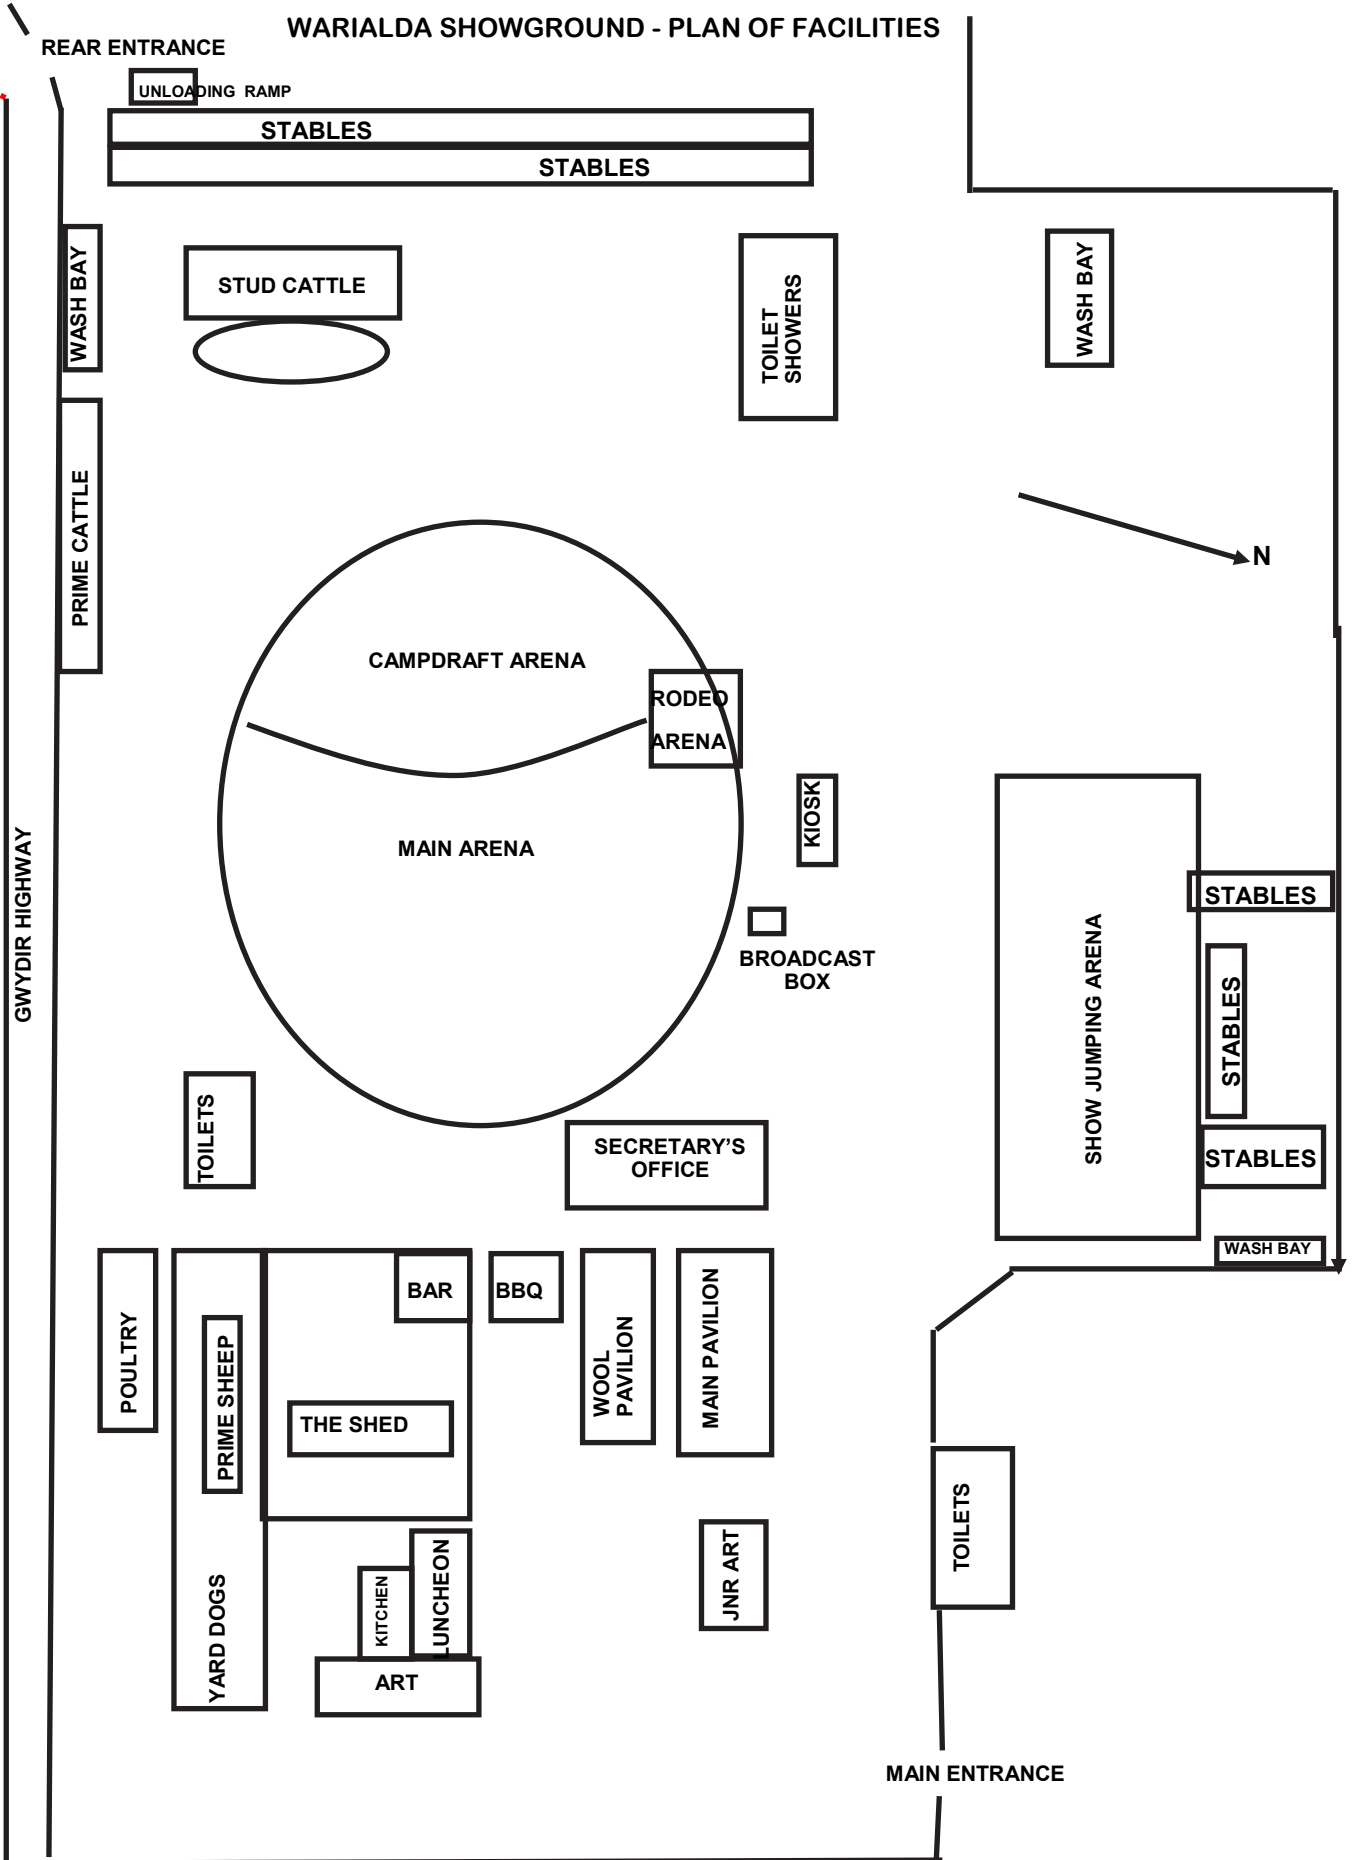 WARIALDA SHOWGROUND - PLAN OF FACILITIES
REAR ENTRANCE
UNLOADING RAMP
STABLES
STABLES
WASH BAY
STUD CATTLE
TOILET
SHOWERS
WASH BAY
PRIME CATTLE
N
CAMPDRAFT ARENA
RODEO
ARENA
MAIN ARENA
KIOSK
GWYDIR HIGHWAY
BROADCAST
BOX
SHOW JUMPING ARENA
STABLES
STABLES
STABLES
TOILETS
SECRETARY'S
OFFICE
WASH BAY
POULTRY
PRIME SHEEP
BAR
BBQ
THE SHED
WOOL
PAVILION
MAIN PAVILION
TOILETS
YARD DOGS
KITCHEN
LUNCHEON
JNR ART
ART
MAIN ENTRANCE